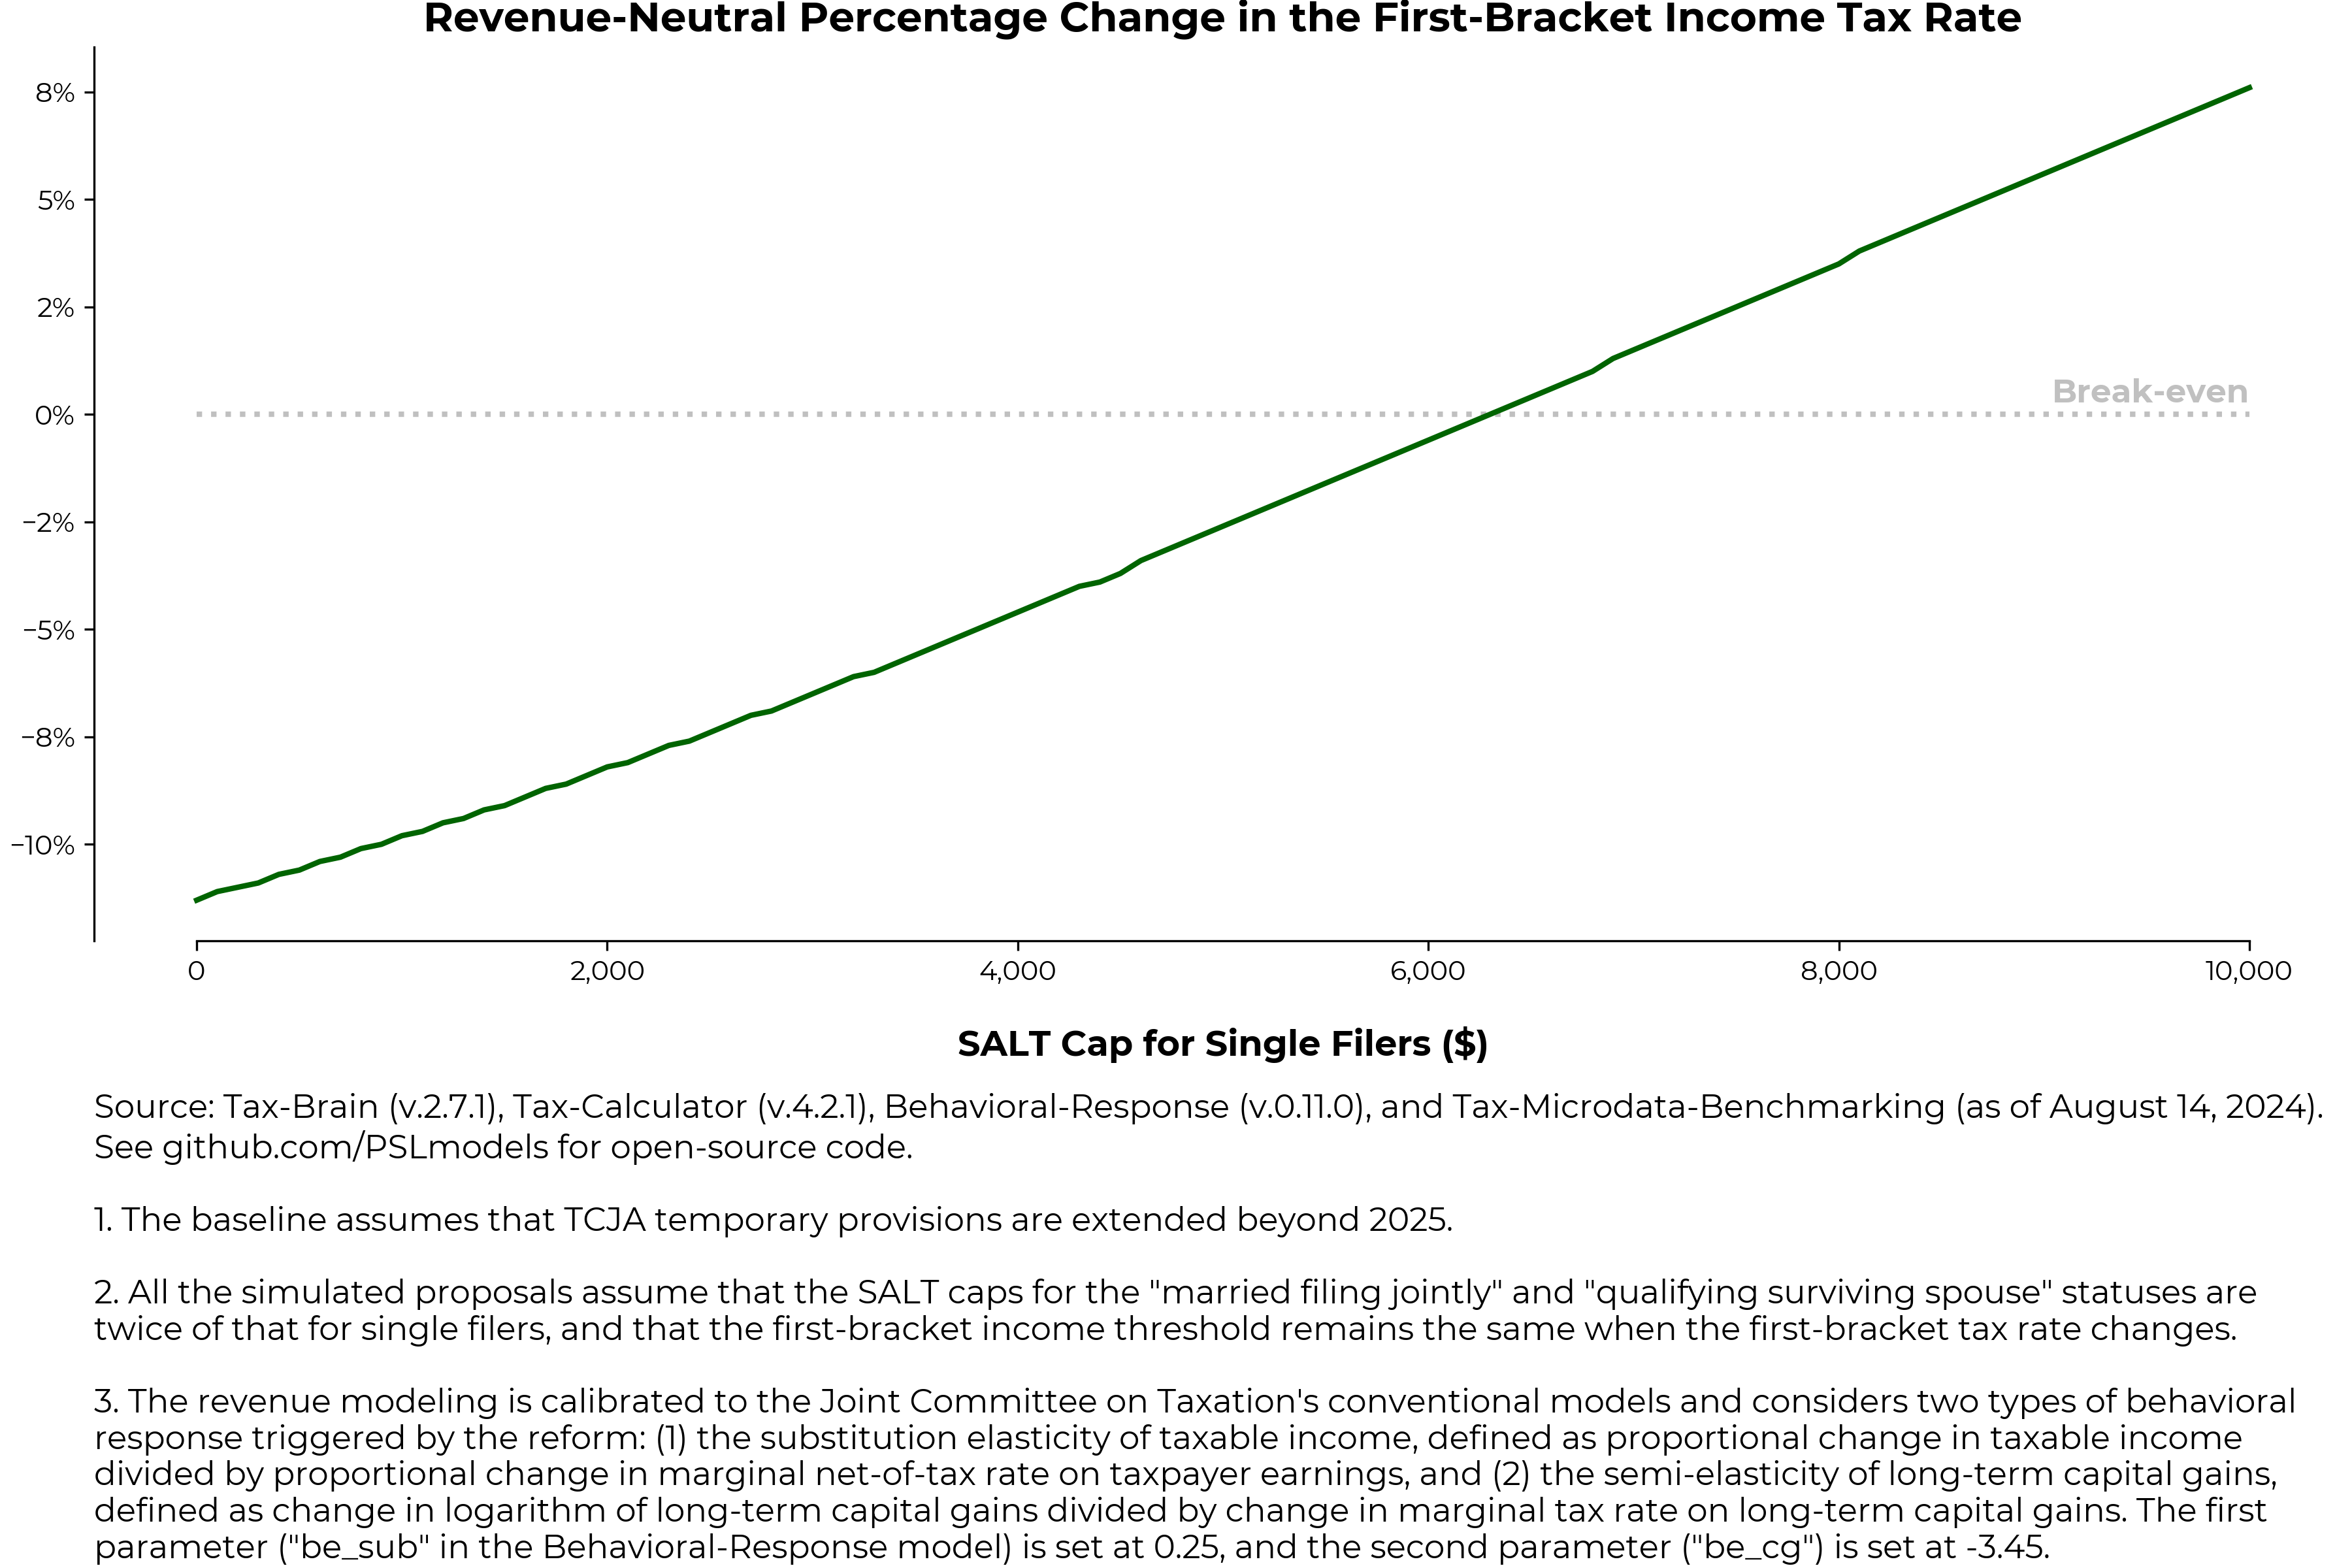 Revenue-Neutral Percentage Change in the First-Bracket Income Tax Rate
8%
5%
2%
0%
−2%
−5%
−8%
−10%
Break-even
0
2,000
4,000
6,000
8,000
10,000
SALT Cap for Single Filers ($)
Source: Tax-Brain (v.2.7.1), Tax-Calculator (v.4.2.1), Behavioral-Response (v.0.11.0), and Tax-Microdata-Benchmarking (as of August 14, 2024).
See github.com/PSLmodels for open-source code.
1. The baseline assumes that TCJA temporary provisions are extended beyond 2025.
2. All the simulated proposals assume that the SALT caps for the "married filing jointly" and "qualifying surviving spouse" statuses are
twice of that for single filers, and that the first-bracket income threshold remains the same when the first-bracket tax rate changes.
3. The revenue modeling is calibrated to the Joint Committee on Taxation's conventional models and considers two types of behavioral
response triggered by the reform: (1) the substitution elasticity of taxable income, defined as proportional change in taxable income
divided by proportional change in marginal net-of-tax rate on taxpayer earnings, and (2) the semi-elasticity of long-term capital gains,
defined as change in logarithm of long-term capital gains divided by change in marginal tax rate on long-term capital gains. The first
parameter ("be_sub" in the Behavioral-Response model) is set at 0.25, and the second parameter ("be_cg") is set at -3.45.